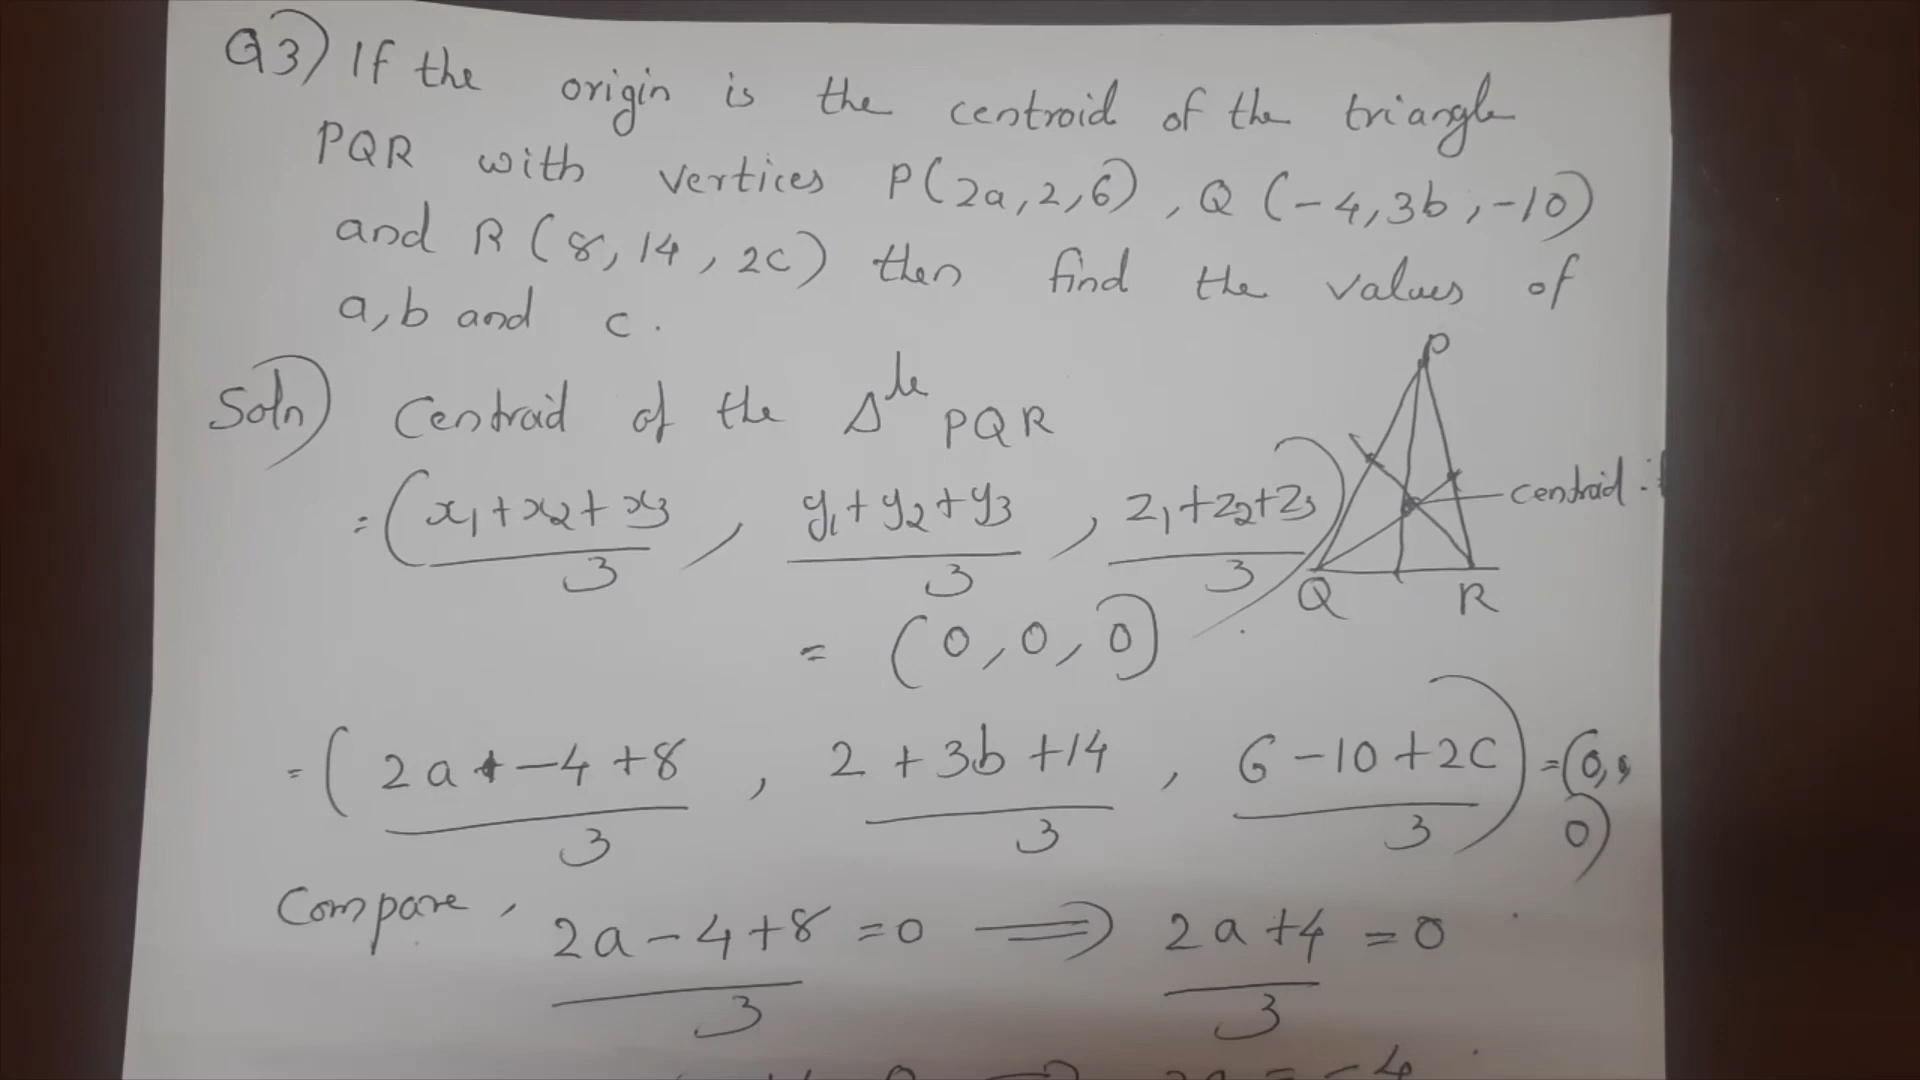 Q3) If the origin is the centroid of the triangle
PQR with vertices P(2a,2,6), Q (-4,3b,-10)
and R (8,14,2c) then find the values of
a,b and c.
Soln) Centroid of the Δle PQR
= (x1+x2+x3/3, y1+y2+y3/3, z1+z2+z3/3)
= (0,0,0)
= (2a+-4+8/3, 2+3b+14/3, 6-10+2c/3) = (0,0,0)
Compare, 2a-4+8/3 =0 ⟹ 2a+4/3 =0
2a = -4
P
centroid
Q R